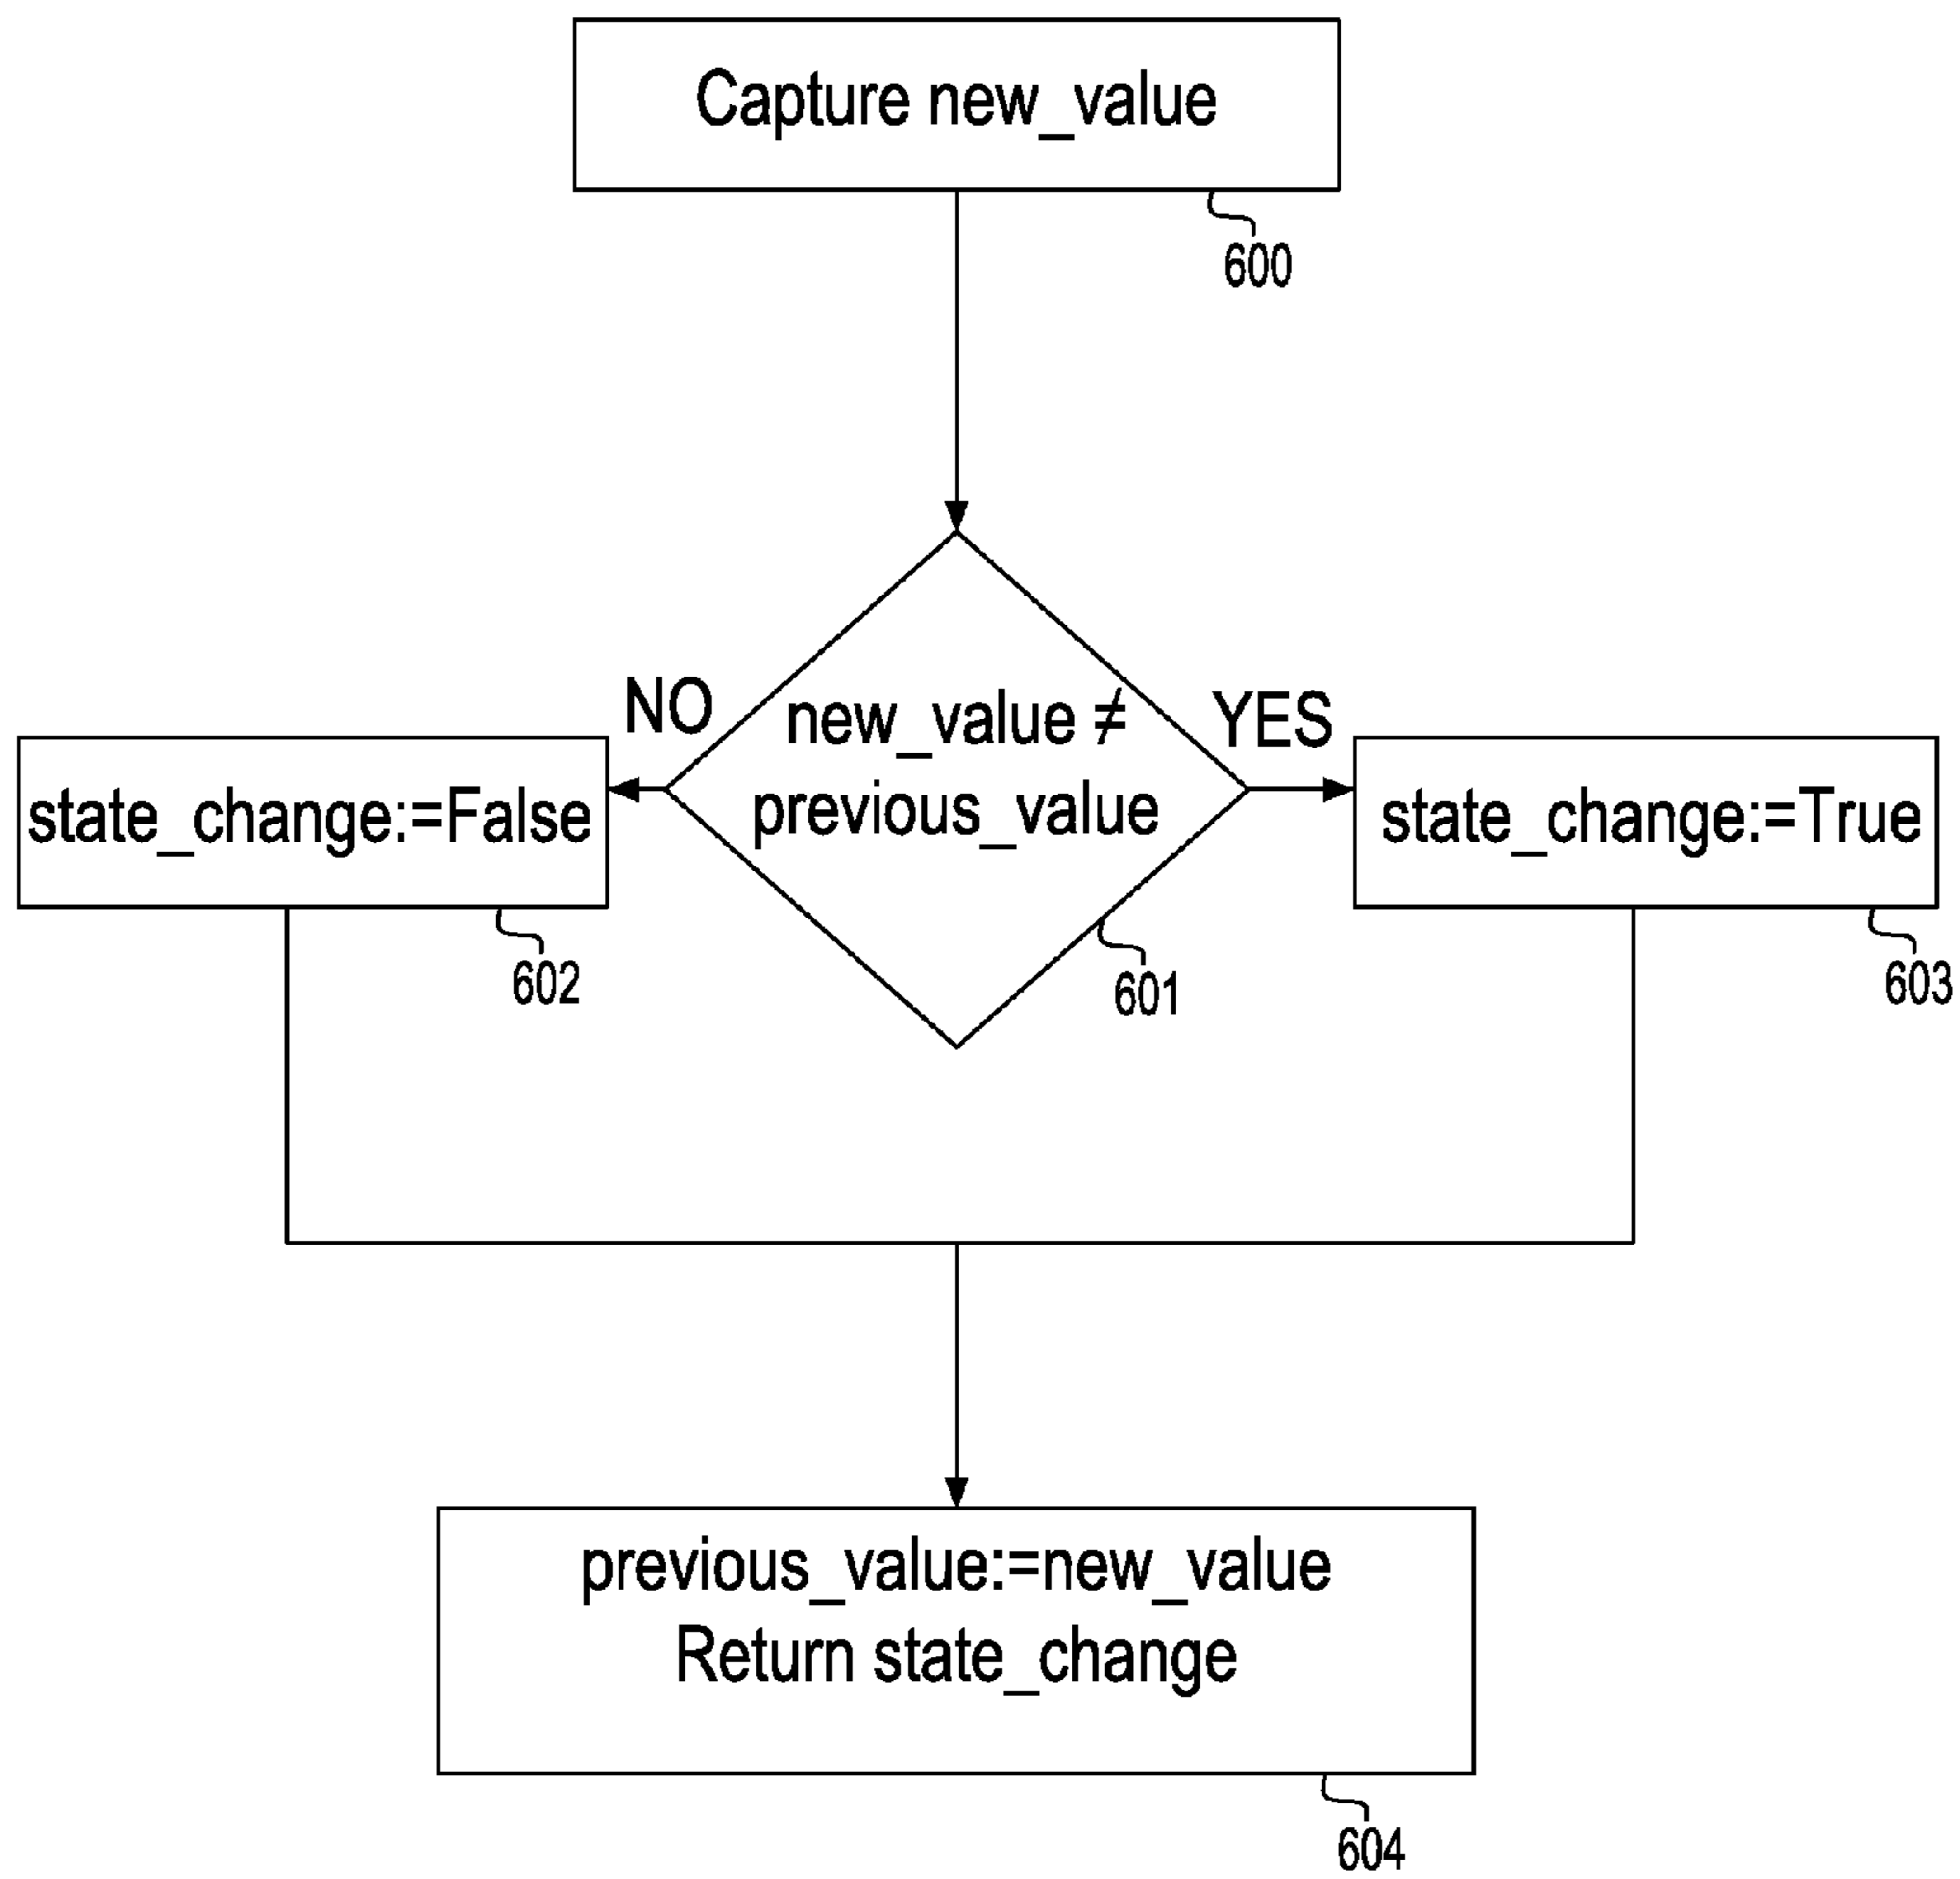 Capture new_value
600
NO
new_value ≠
YES
previous_value
state_change:=False
state_change:=True
602
601
603
previous_value:=new_value
Return state_change
604